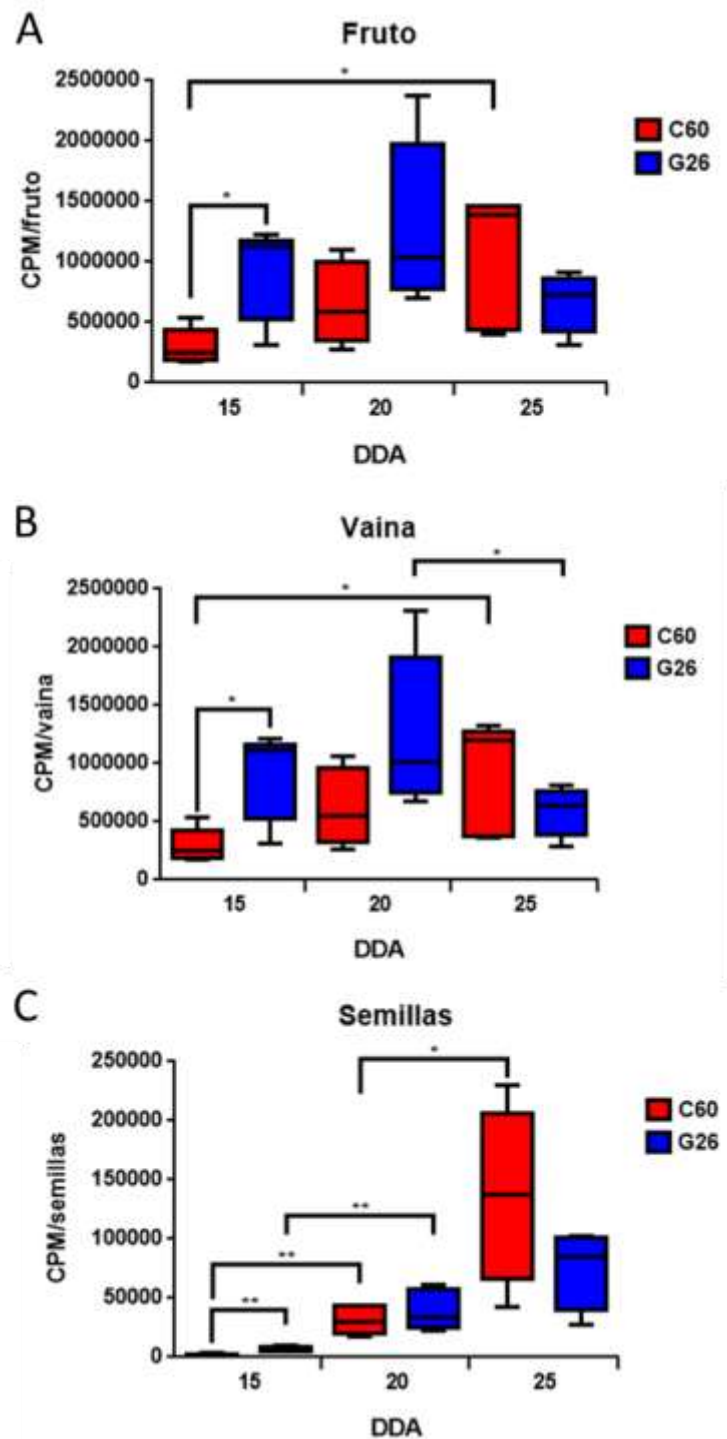 A
Fruto
2500000
2000000
1500000
1000000
500000
0
CPM/fruto
*
*
C60
G26
15 20 25
DDA
B
Vaina
2500000
2000000
1500000
1000000
500000
0
CPM/vaina
*
*
*
C60
G26
15 20 25
DDA
C
Semillas
250000
200000
150000
100000
50000
0
CPM/semillas
*
**
**
**
C60
G26
15 20 25
DDA